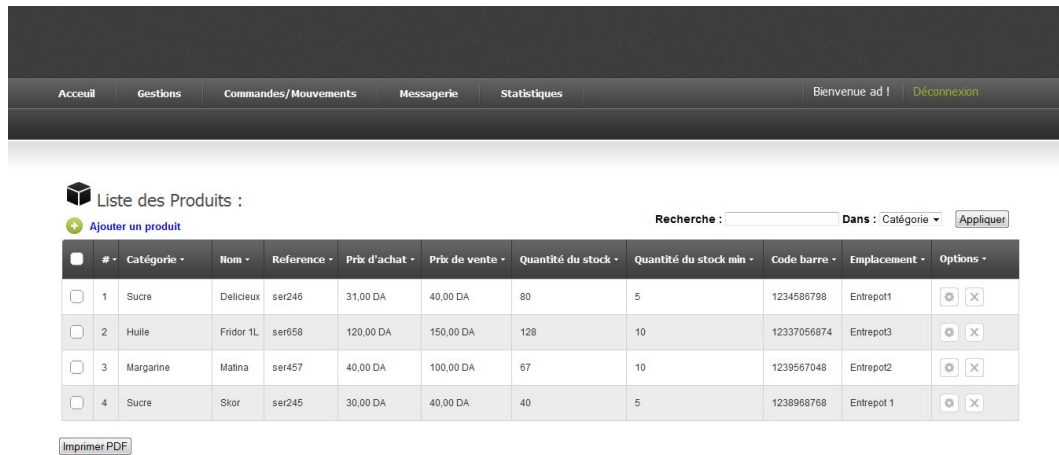 Acceuil Gestions Commandes/Mouvements Messagerie Statistiques Bienvenue ad ! Déconnexion
Liste des Produits :
Ajouter un produit Recherche : Dans : Catégorie Appliquer
# Catégorie Nom Reference Prix d'achat Prix de vente Quantité du stock Quantité du stock min Code barre Emplacement Options
1 Sucre Delicieux ser246 31,00 DA 40,00 DA 80 5 1234586798 Entrepot1
2 Huile Fridor 1L ser658 120,00 DA 150,00 DA 128 10 12337056874 Entrepot3
3 Margarine Matina ser457 40,00 DA 100,00 DA 67 10 1239567048 Entrepot2
4 Sucre Skor ser245 30,00 DA 40,00 DA 40 5 1238968768 Entrepot 1
Imprimer PDF